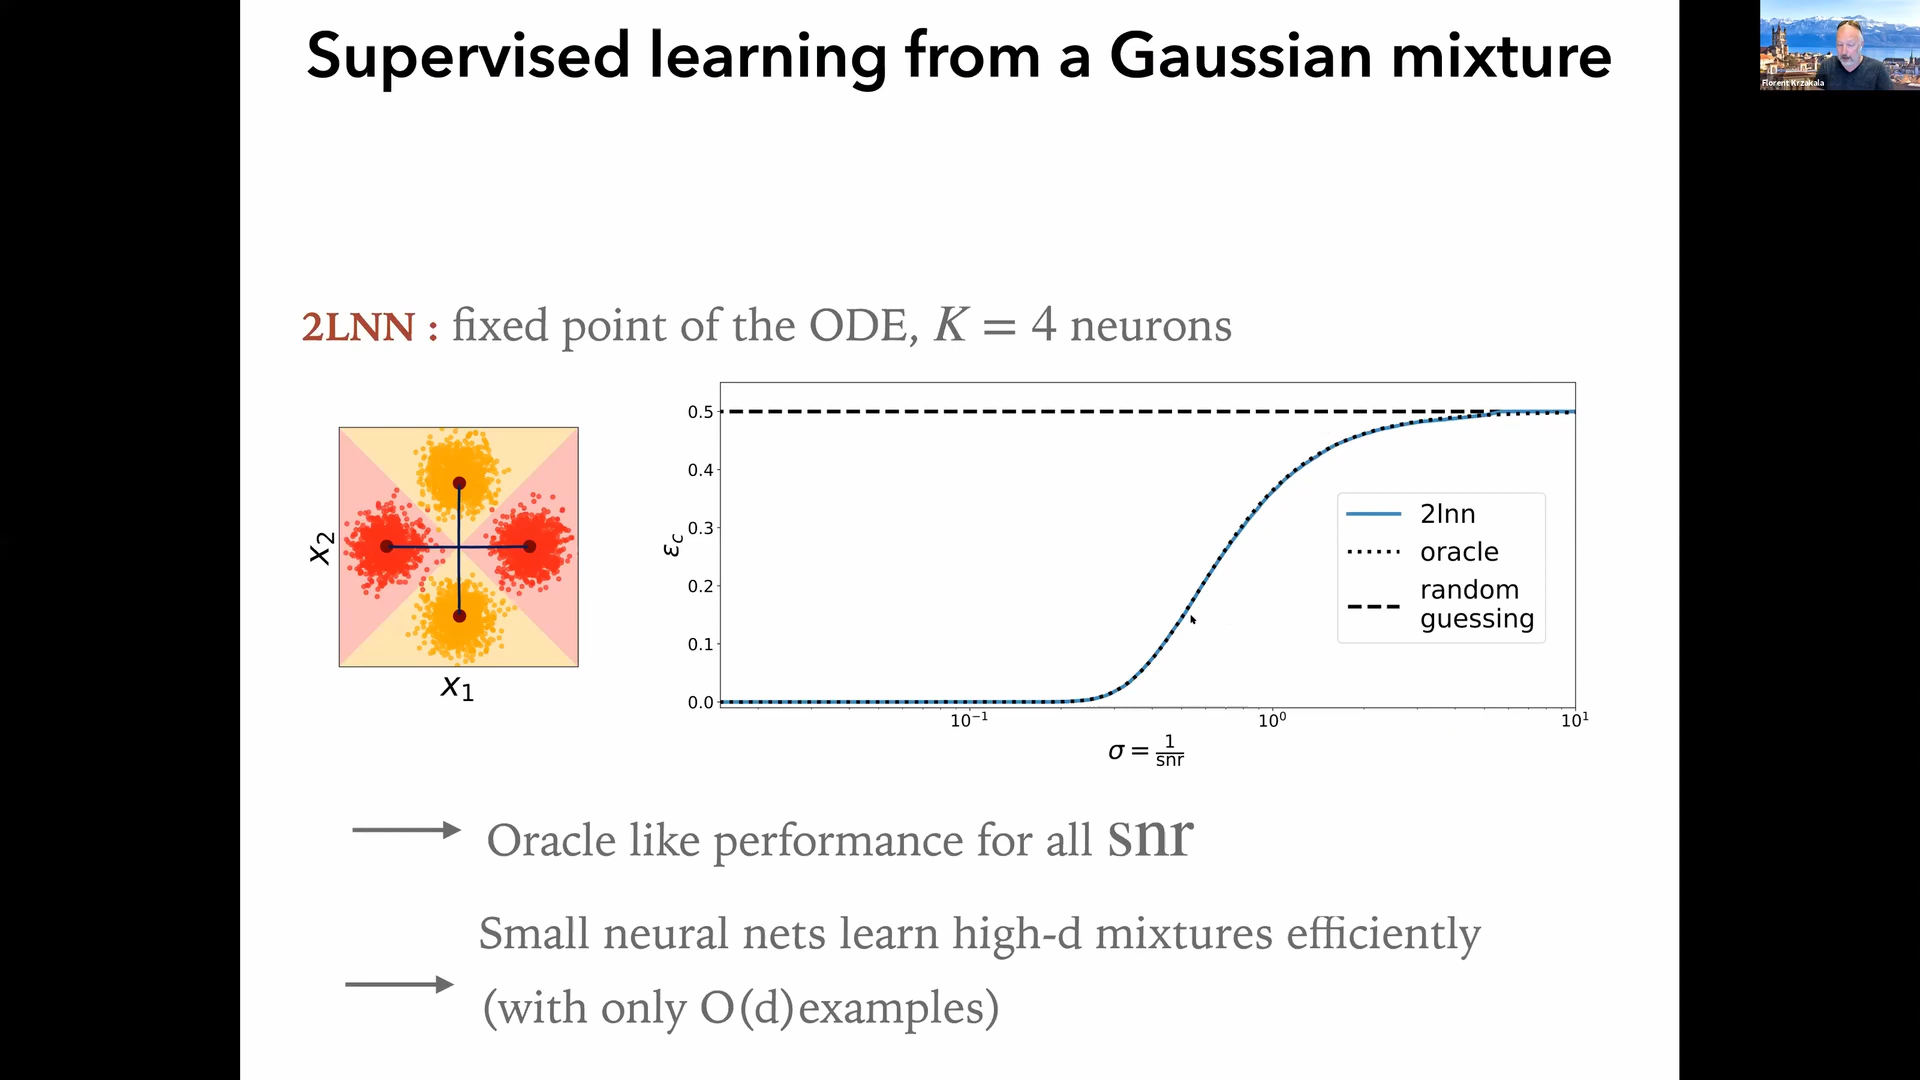 Supervised learning from a Gaussian mixture
Florent Krzakala
2LNN : fixed point of the ODE, K = 4 neurons
x₂
x₁
ε_c
0.5
0.4
0.3
0.2
0.1
0.0
10⁻¹
10⁰
10¹
σ = 1/snr
2lnn
oracle
random
guessing
Oracle like performance for all snr
Small neural nets learn high-d mixtures efficiently
(with only O(d)examples)